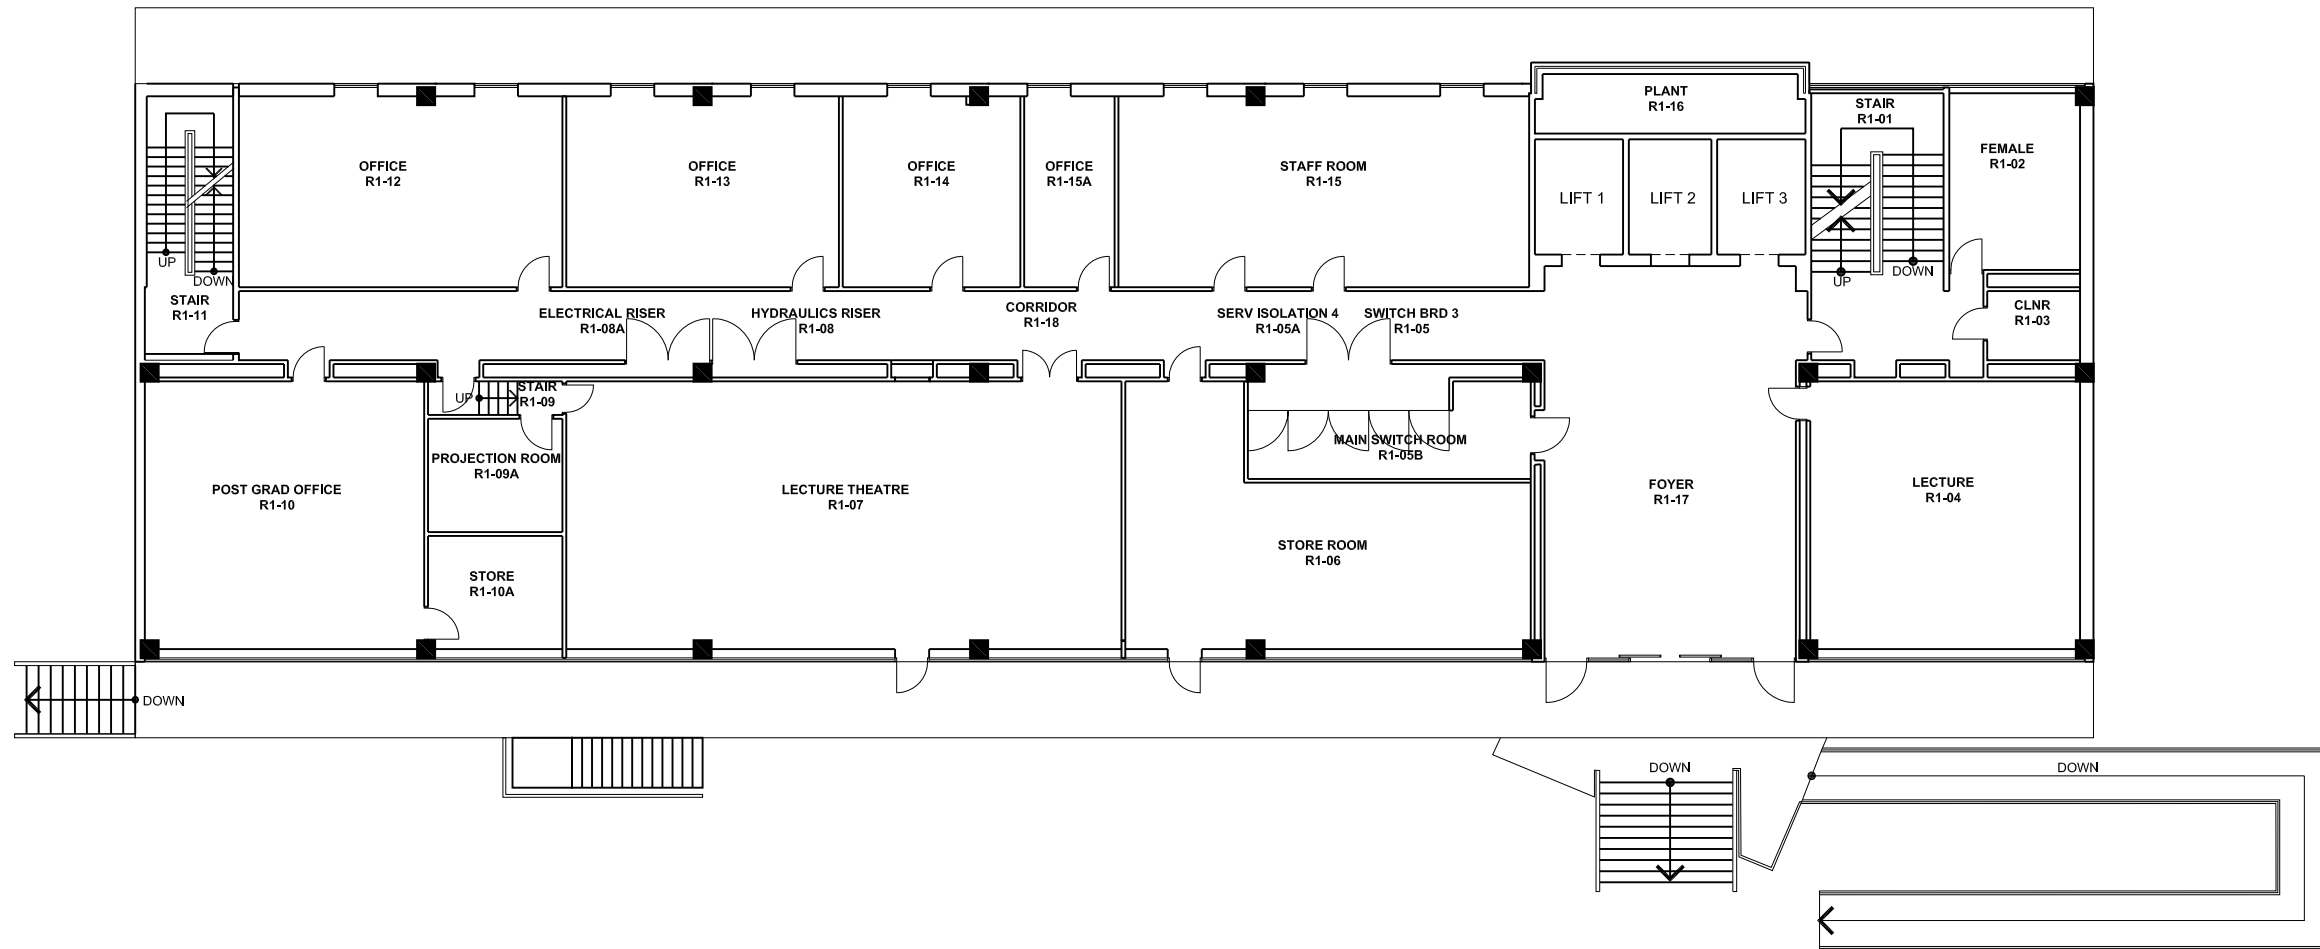 PLANT
R1-16
STAIR
R1-01
FEMALE
R1-02
OFFICE
R1-12
OFFICE
R1-13
OFFICE
R1-14
OFFICE
R1-15A
STAFF ROOM
R1-15
LIFT 1
LIFT 2
LIFT 3
UP
DOWN
UP
DOWN
STAIR
R1-11
ELECTRICAL RISER
R1-08A
HYDRAULICS RISER
R1-08
CORRIDOR
R1-18
SERV ISOLATION 4
R1-05A
SWITCH BRD 3
R1-05
CLNR
R1-03
STAIR
R1-09
UP
MAIN SWITCH ROOM
R1-05B
PROJECTION ROOM
R1-09A
POST GRAD OFFICE
R1-10
LECTURE THEATRE
R1-07
FOYER
R1-17
LECTURE
R1-04
STORE ROOM
R1-06
STORE
R1-10A
DOWN
DOWN
DOWN